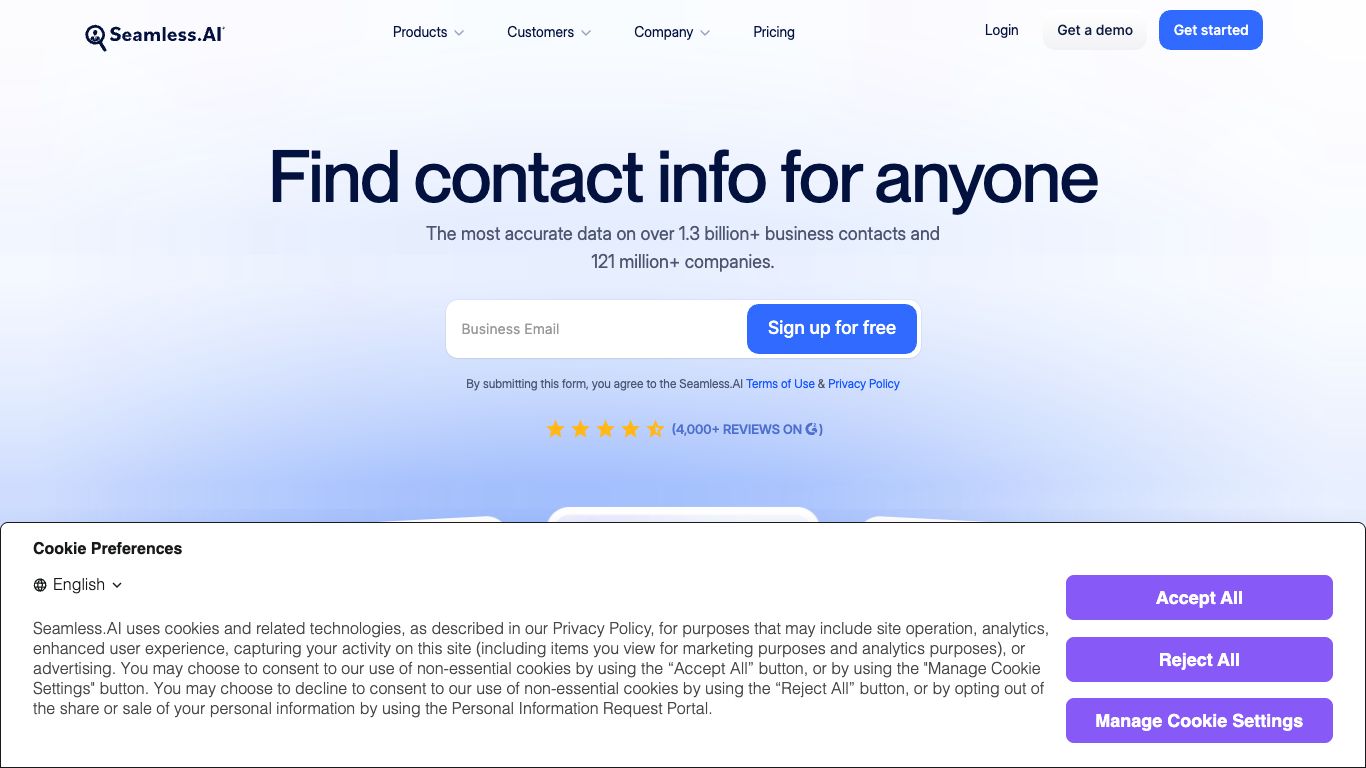 Seamless.AI
Products
Customers
Company
Pricing
Login
Get a demo
Get started
Find contact info for anyone
The most accurate data on over 1.3 billion+ business contacts and
121 million+ companies.
Business Email
Sign up for free
By submitting this form, you agree to the Seamless.AI Terms of Use & Privacy Policy
(4,000+ REVIEWS ON G2)
Cookie Preferences
English
Seamless.AI uses cookies and related technologies, as described in our Privacy Policy, for purposes that may include site operation, analytics,
enhanced user experience, capturing your activity on this site (including items you view for marketing purposes and analytics purposes), or
advertising. You may choose to consent to our use of non-essential cookies by using the “Accept All” button, or by using the "Manage Cookie
Settings" button. You may choose to decline to consent to our use of non-essential cookies by using the “Reject All” button, or by opting out of
the share or sale of your personal information by using the Personal Information Request Portal.
Accept All
Reject All
Manage Cookie Settings